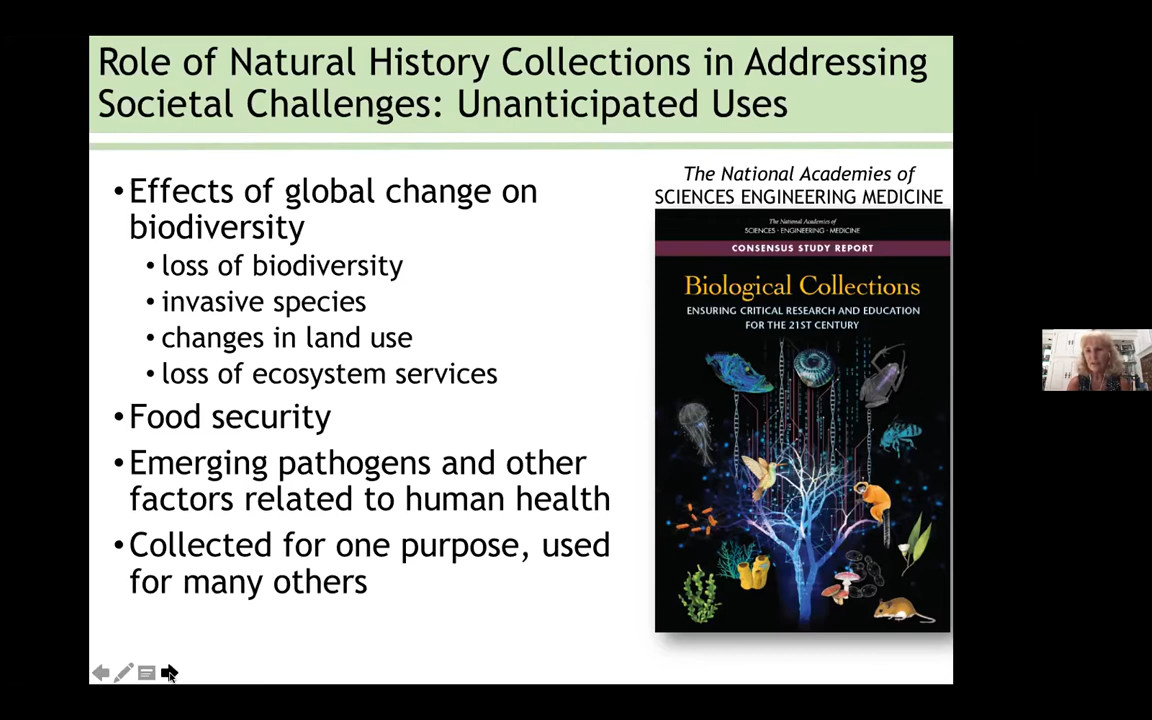 Role of Natural History Collections in Addressing
Societal Challenges: Unanticipated Uses
•Effects of global change on
biodiversity
•loss of biodiversity
•invasive species
•changes in land use
•loss of ecosystem services
•Food security
•Emerging pathogens and other
factors related to human health
•Collected for one purpose, used
for many others
The National Academies of
SCIENCES ENGINEERING MEDICINE
The National Academies of
SCIENCES · ENGINEERING · MEDICINE
CONSENSUS STUDY REPORT
Biological Collections
ENSURING CRITICAL RESEARCH AND EDUCATION
FOR THE 21ST CENTURY